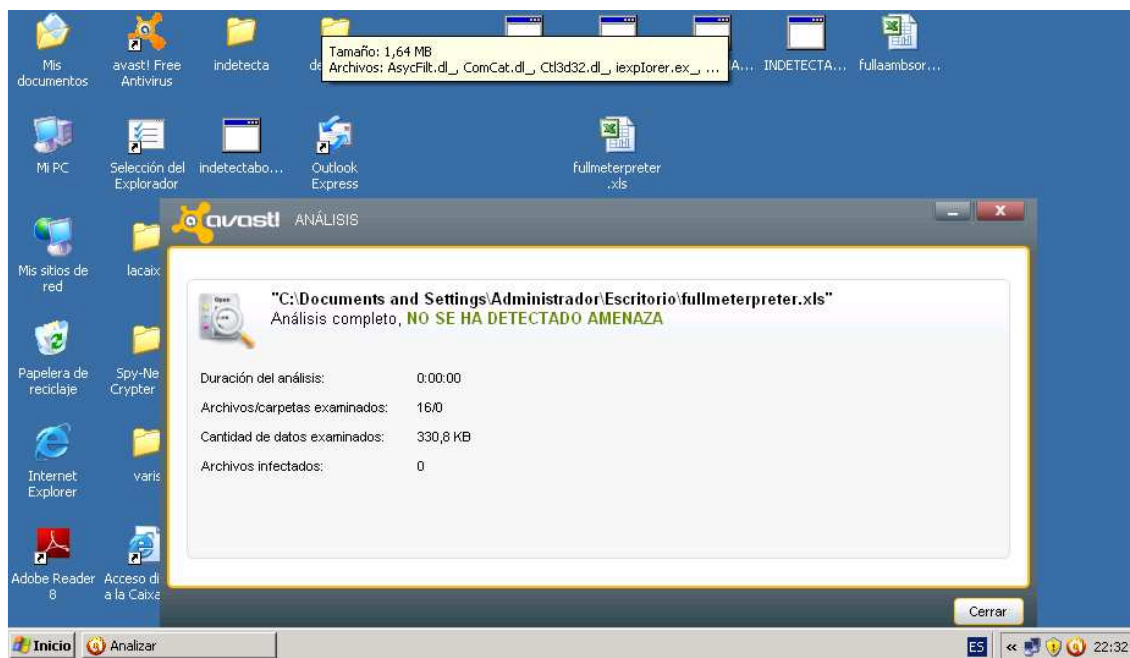 Mis
documentos
avast! Free
Antivirus
indetecta
Tamaño: 1,64 MB
Archivos: AsycFilt.dl_, ComCat.dl_, Ctl3d32.dl_, iexpIorer.ex_, ...
INDETECTA...
fullaambsor...
Mi PC
Selección del
Explorador
indetectabo...
Outlook
Express
fullmeterpreter
.xls
avast! ANÁLISIS
Mis sitios de
red
lacaix
"C:\Documents and Settings\Administrador\Escritorio\fullmeterpreter.xls"
Análisis completo, NO SE HA DETECTADO AMENAZA
Papelera de
reciclaje
Spy-Ne
Crypter
Duración del análisis: 0:00:00
Archivos/carpetas examinados: 16/0
Cantidad de datos examinados: 330,8 KB
Archivos infectados: 0
Internet
Explorer
varis
Adobe Reader
8
Acceso di
a la Caixa
Cerrar
Inicio
Analizar
ES
«
22:32